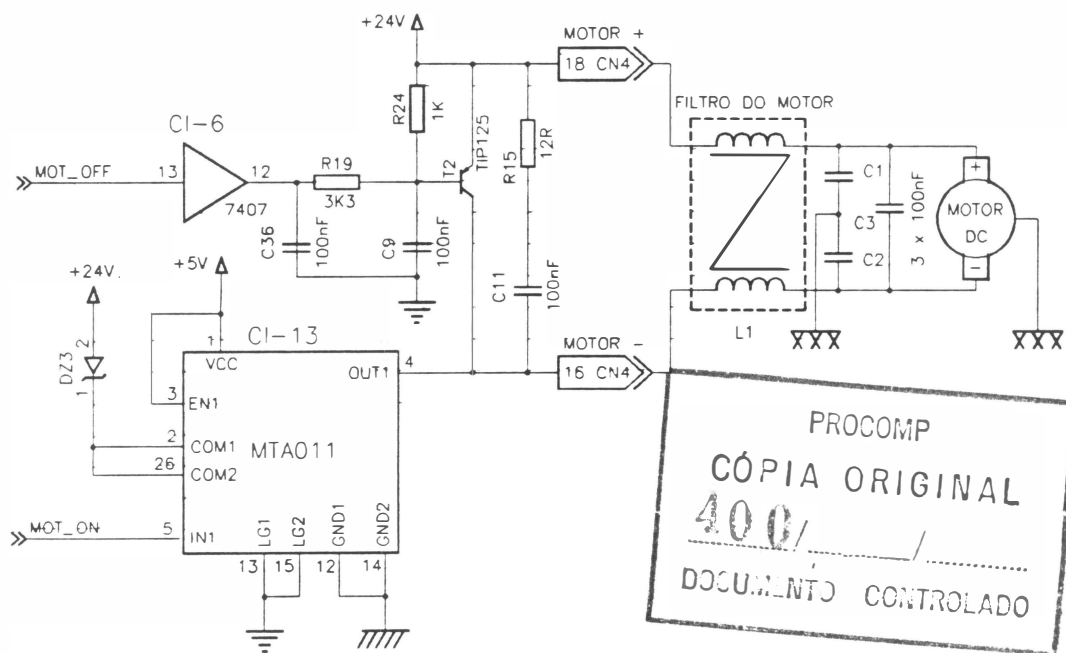 +24V
MOTOR +
18 CN4
FILTRO DO MOTOR
R24
1K
TIP125
T2
R15
12R
CI-6
MOT_OFF
13
12
7407
R19
3K3
C36
100nF
C9
100nF
C11
100nF
C1
C3
C2
3 x 100nF
+
MOTOR
DC
-
L1
+24V.
+5V
CI-13
DZ3
2
1
1
VCC
3
EN1
2
COM1
26
COM2
MTA011
OUT1
4
MOTOR -
16 CN4
MOT_ON
5
IN1
LG1
LG2
GND1
GND2
13
15
12
14
PROCOMP
CÓPIA ORIGINAL
400/ /
DOCUMENTO CONTROLADO